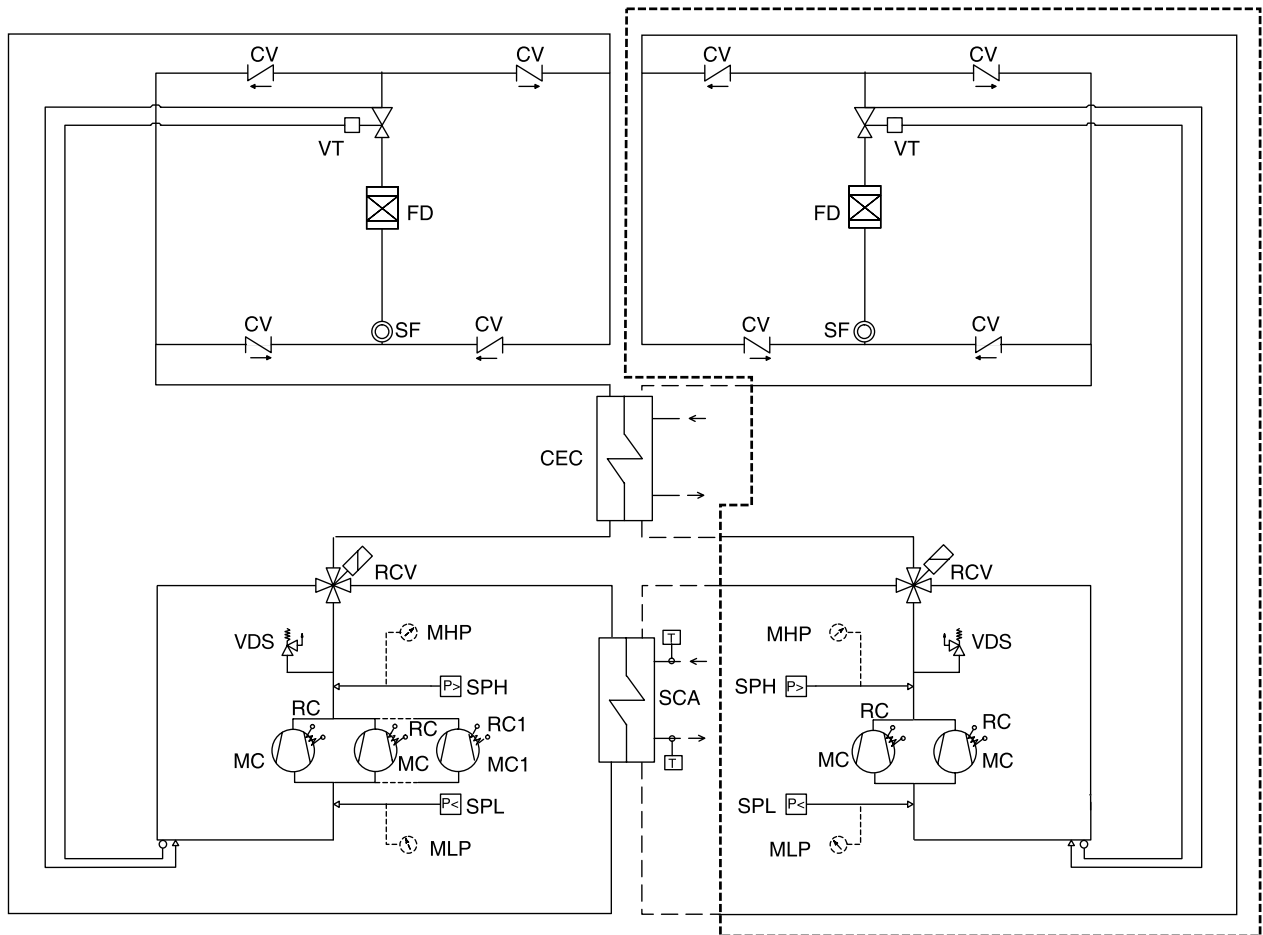 CV CV CV CV
VT VT
FD FD
CV SF CV CV SF CV
CEC
RCV RCV
VDS MHP T MHP VDS
P> SPH SCA SPH P>
RC RC RC1 RC RC
MC MC MC1 T MC MC
P< SPL SPL P<
MLP MLP